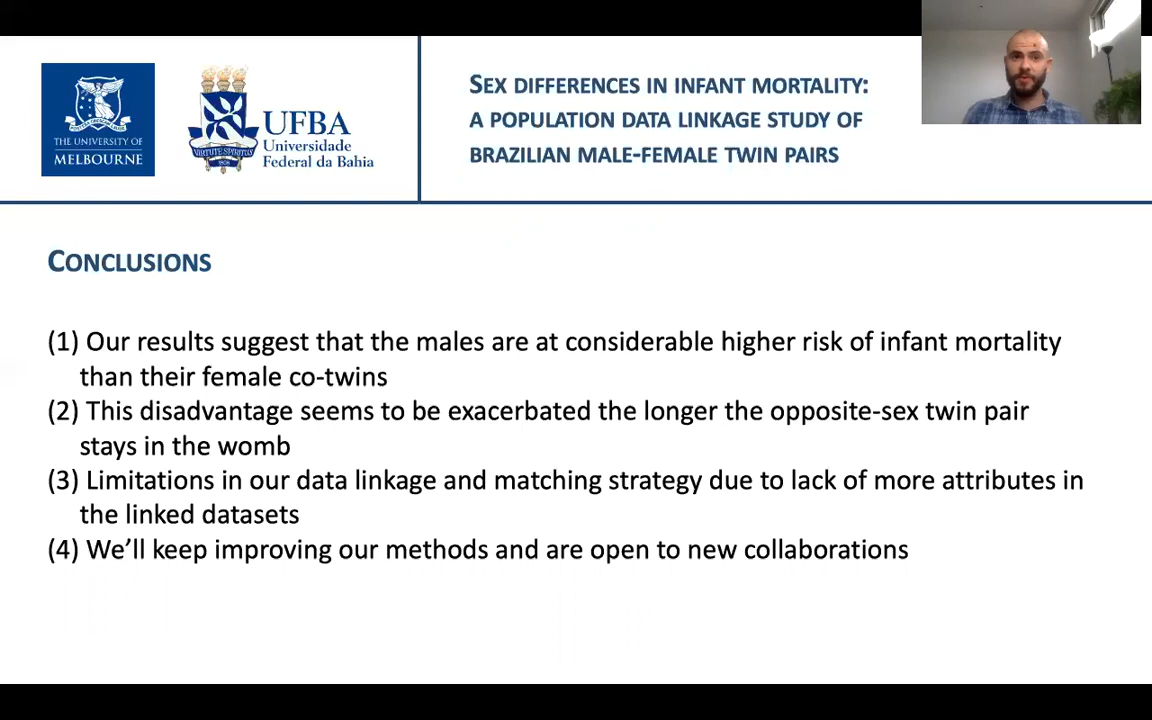 SEX DIFFERENCES IN INFANT MORTALITY:
A POPULATION DATA LINKAGE STUDY OF
BRAZILIAN MALE-FEMALE TWIN PAIRS
THE UNIVERSITY OF
MELBOURNE
VIRTUTE SPIRITUS
UFBA
Universidade
Federal da Bahia
CONCLUSIONS
(1) Our results suggest that the males are at considerable higher risk of infant mortality
than their female co-twins
(2) This disadvantage seems to be exacerbated the longer the opposite-sex twin pair
stays in the womb
(3) Limitations in our data linkage and matching strategy due to lack of more attributes in
the linked datasets
(4) We’ll keep improving our methods and are open to new collaborations